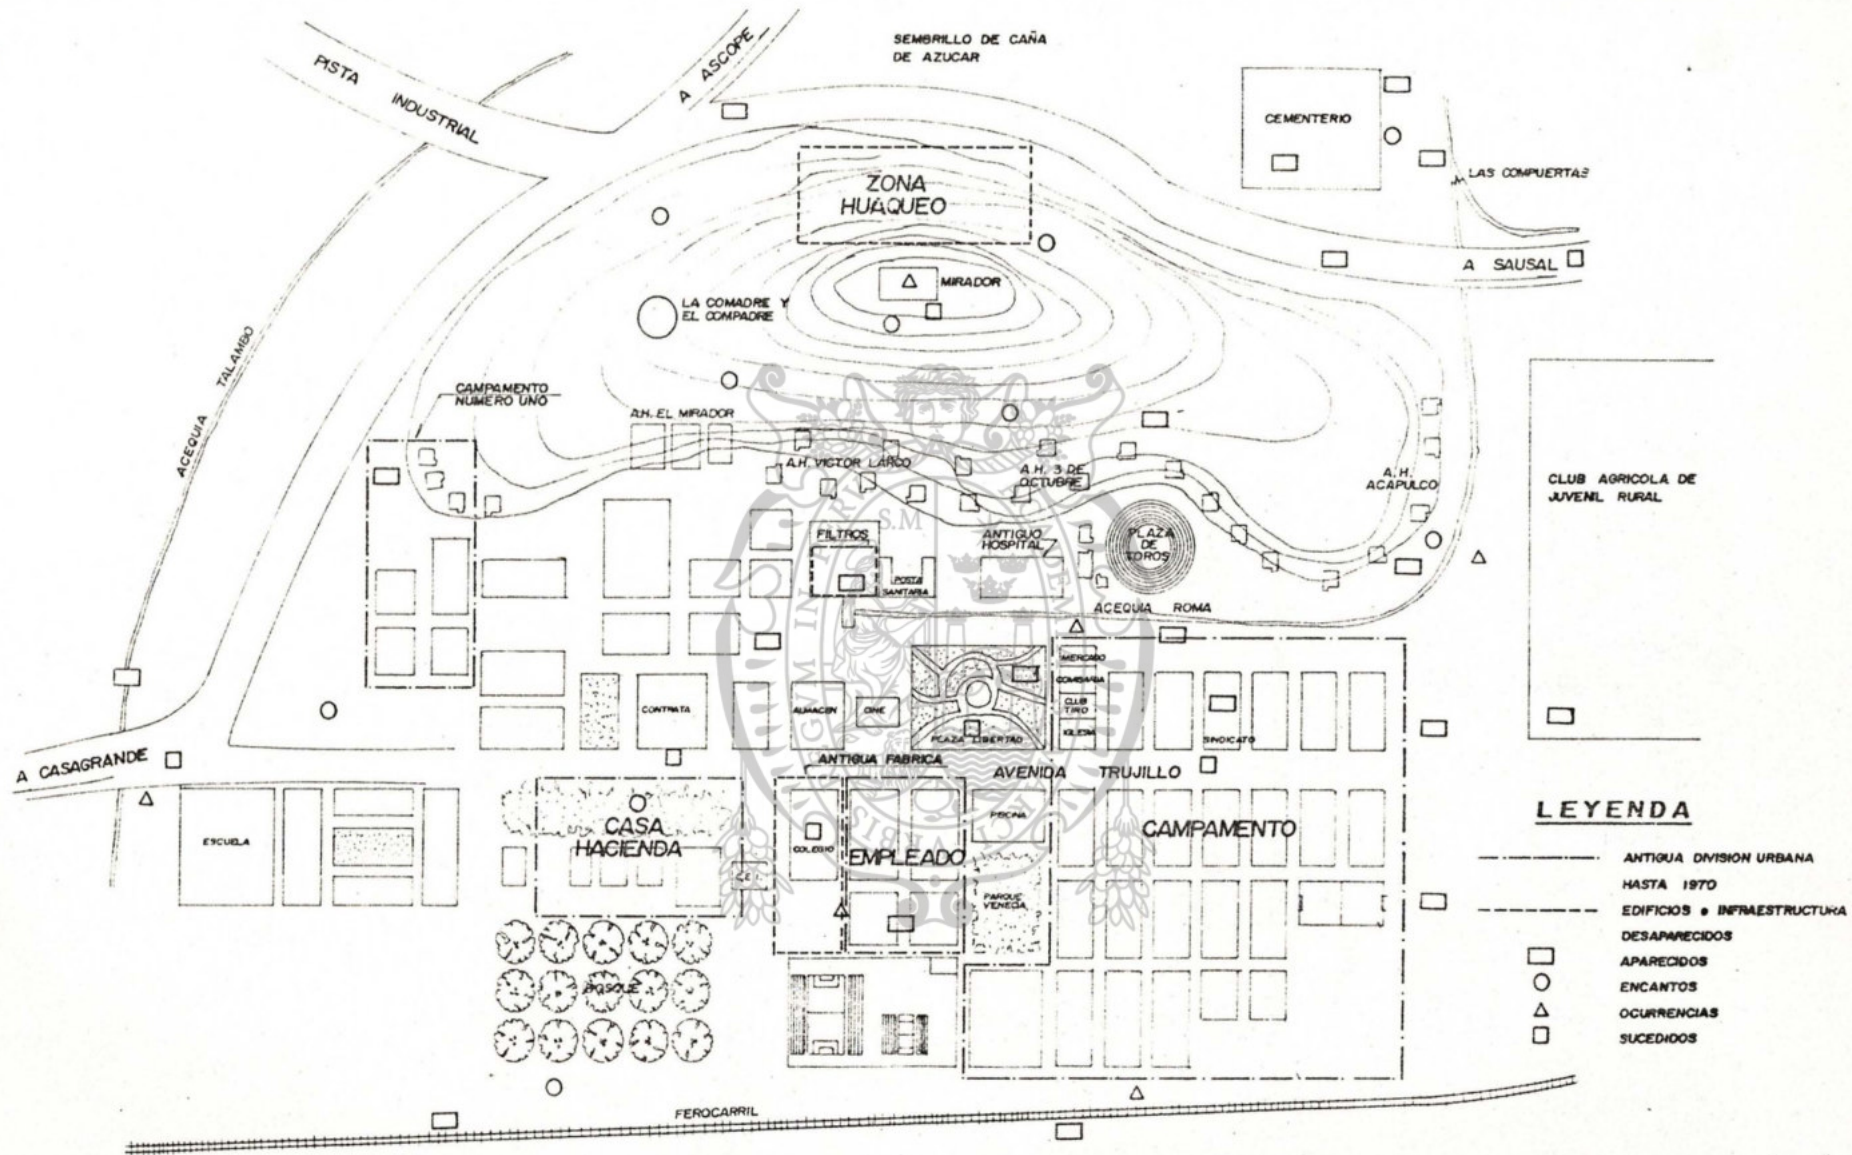 SEMBRILLO DE CAÑA
DE AZUCAR
PISTA INDUSTRIAL
A ASCOPE
CEMENTERIO
LAS COMPUERTAS
ZONA
HUAQUEO
A SAUSAL
MIRADOR
LA COMADRE Y
EL COMPADRE
ACEQUIA TALAMBO
CAMPAMENTO
NUMERO UNO
A.H. EL MIRADOR
A.H. VICTOR LARCO
A.H. 3 DE
OCTUBRE
A.H.
ACAPULCO
CLUB AGRICOLA DE
JUVENIL RURAL
S.M
FILTROS
ANTIGUO
HOSPITAL
PLAZA
DE
TOROS
POSTA
SANITARIA
ACEQUIA ROMA
MERCADO
COMISARIA
CLUB
TIRO
IGLESIA
CONTRATA
ALMACEN
CINE
PLAZA LIBERTAD
SINDICATO
A CASAGRANDE
ANTIGUA FABRICA
AVENIDA TRUJILLO
ESCUELA
CASA
HACIENDA
C.E.I.
COLEGIO
EMPLEADO
PISCINA
CAMPAMENTO
PARQUE
VENECIA
BOSQUE
FEROCARRIL
LEYENDA
ANTIGUA DIVISION URBANA
HASTA 1970
EDIFICIOS e INFRAESTRUCTURA
DESAPARECIDOS
APARECIDOS
ENCANTOS
OCURRENCIAS
SUCEDIDOS